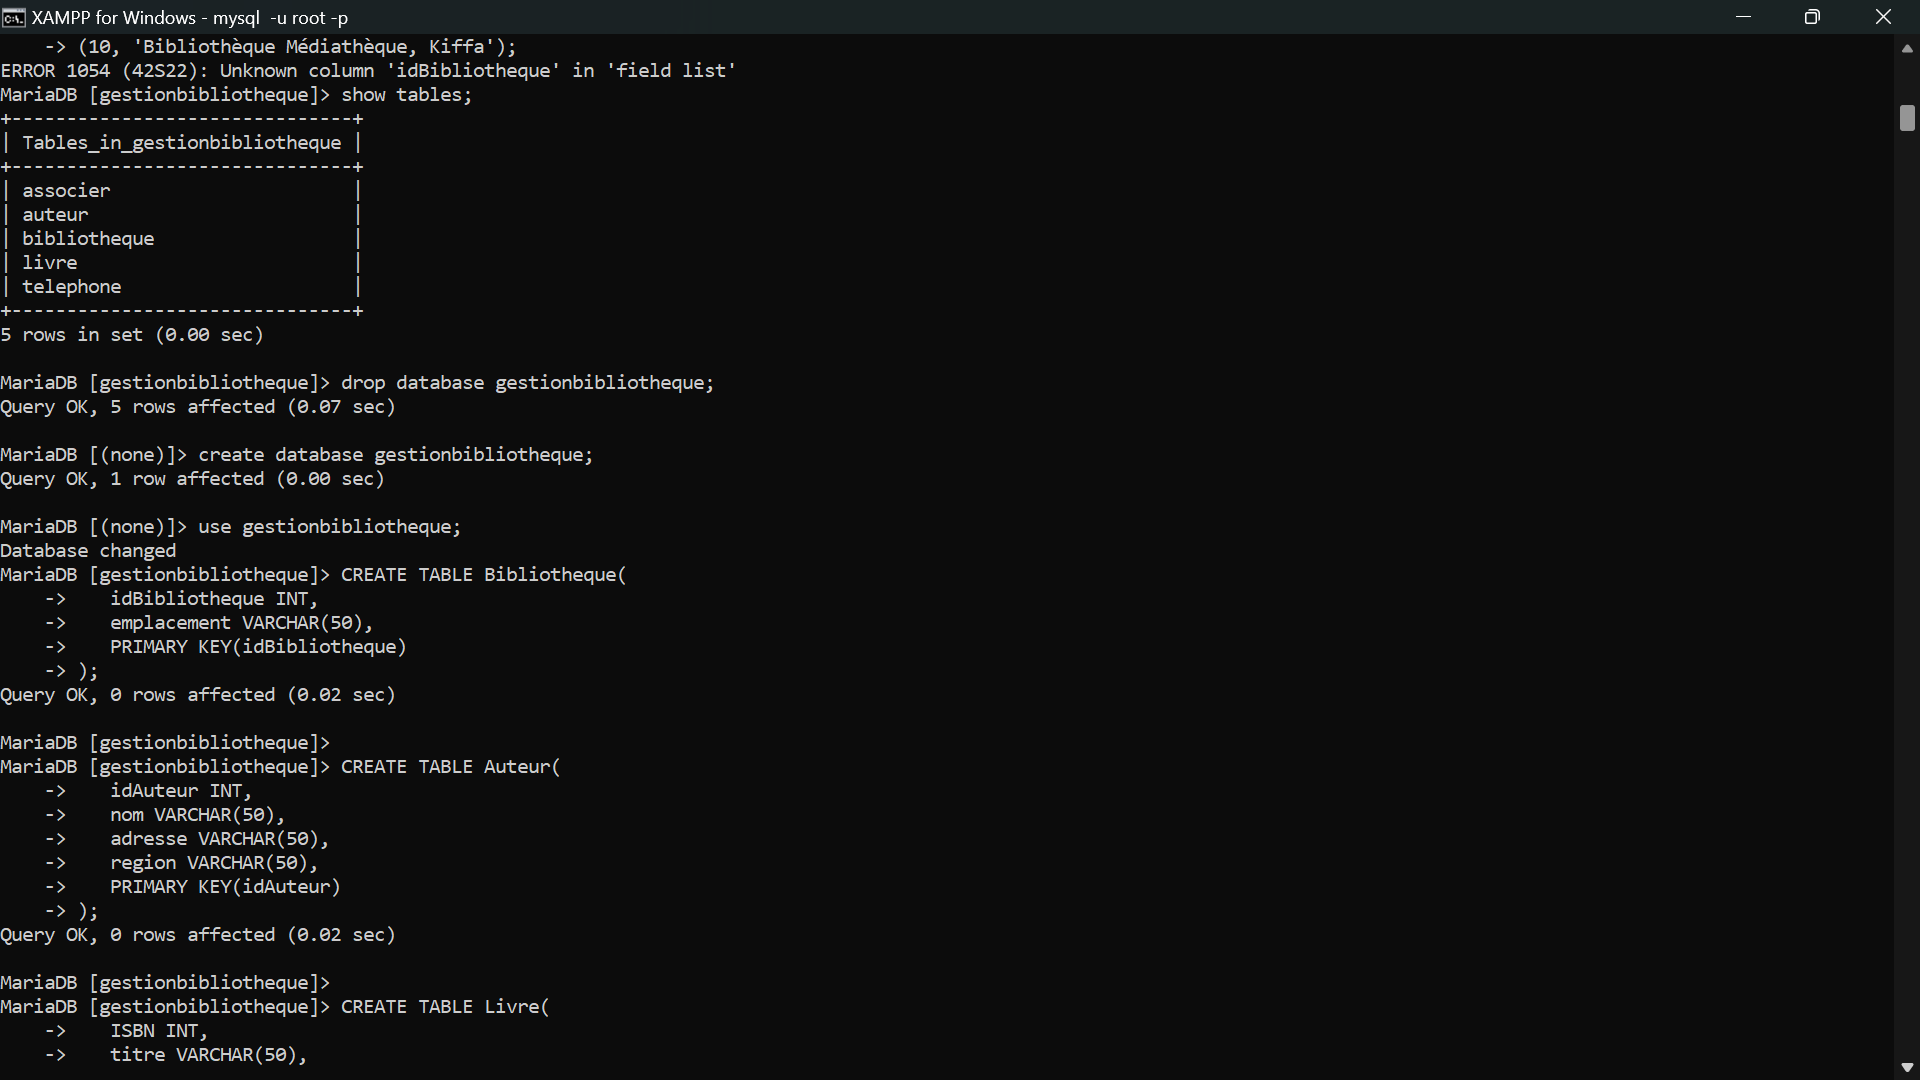 XAMPP for Windows - mysql -u root -p
-> (10, 'Bibliothèque Médiathèque, Kiffa');
ERROR 1054 (42S22): Unknown column 'idBibliotheque' in 'field list'
MariaDB [gestionbibliotheque]> show tables;
+-------------------------------+
| Tables_in_gestionbibliotheque |
+-------------------------------+
| associer                      |
| auteur                        |
| bibliotheque                  |
| livre                         |
| telephone                     |
+-------------------------------+
5 rows in set (0.00 sec)
MariaDB [gestionbibliotheque]> drop database gestionbibliotheque;
Query OK, 5 rows affected (0.07 sec)
MariaDB [(none)]> create database gestionbibliotheque;
Query OK, 1 row affected (0.00 sec)
MariaDB [(none)]> use gestionbibliotheque;
Database changed
MariaDB [gestionbibliotheque]> CREATE TABLE Bibliotheque(
    ->    idBibliotheque INT,
    ->    emplacement VARCHAR(50),
    ->    PRIMARY KEY(idBibliotheque)
    -> );
Query OK, 0 rows affected (0.02 sec)
MariaDB [gestionbibliotheque]>
MariaDB [gestionbibliotheque]> CREATE TABLE Auteur(
    ->    idAuteur INT,
    ->    nom VARCHAR(50),
    ->    adresse VARCHAR(50),
    ->    region VARCHAR(50),
    ->    PRIMARY KEY(idAuteur)
    -> );
Query OK, 0 rows affected (0.02 sec)
MariaDB [gestionbibliotheque]>
MariaDB [gestionbibliotheque]> CREATE TABLE Livre(
    ->    ISBN INT,
    ->    titre VARCHAR(50),